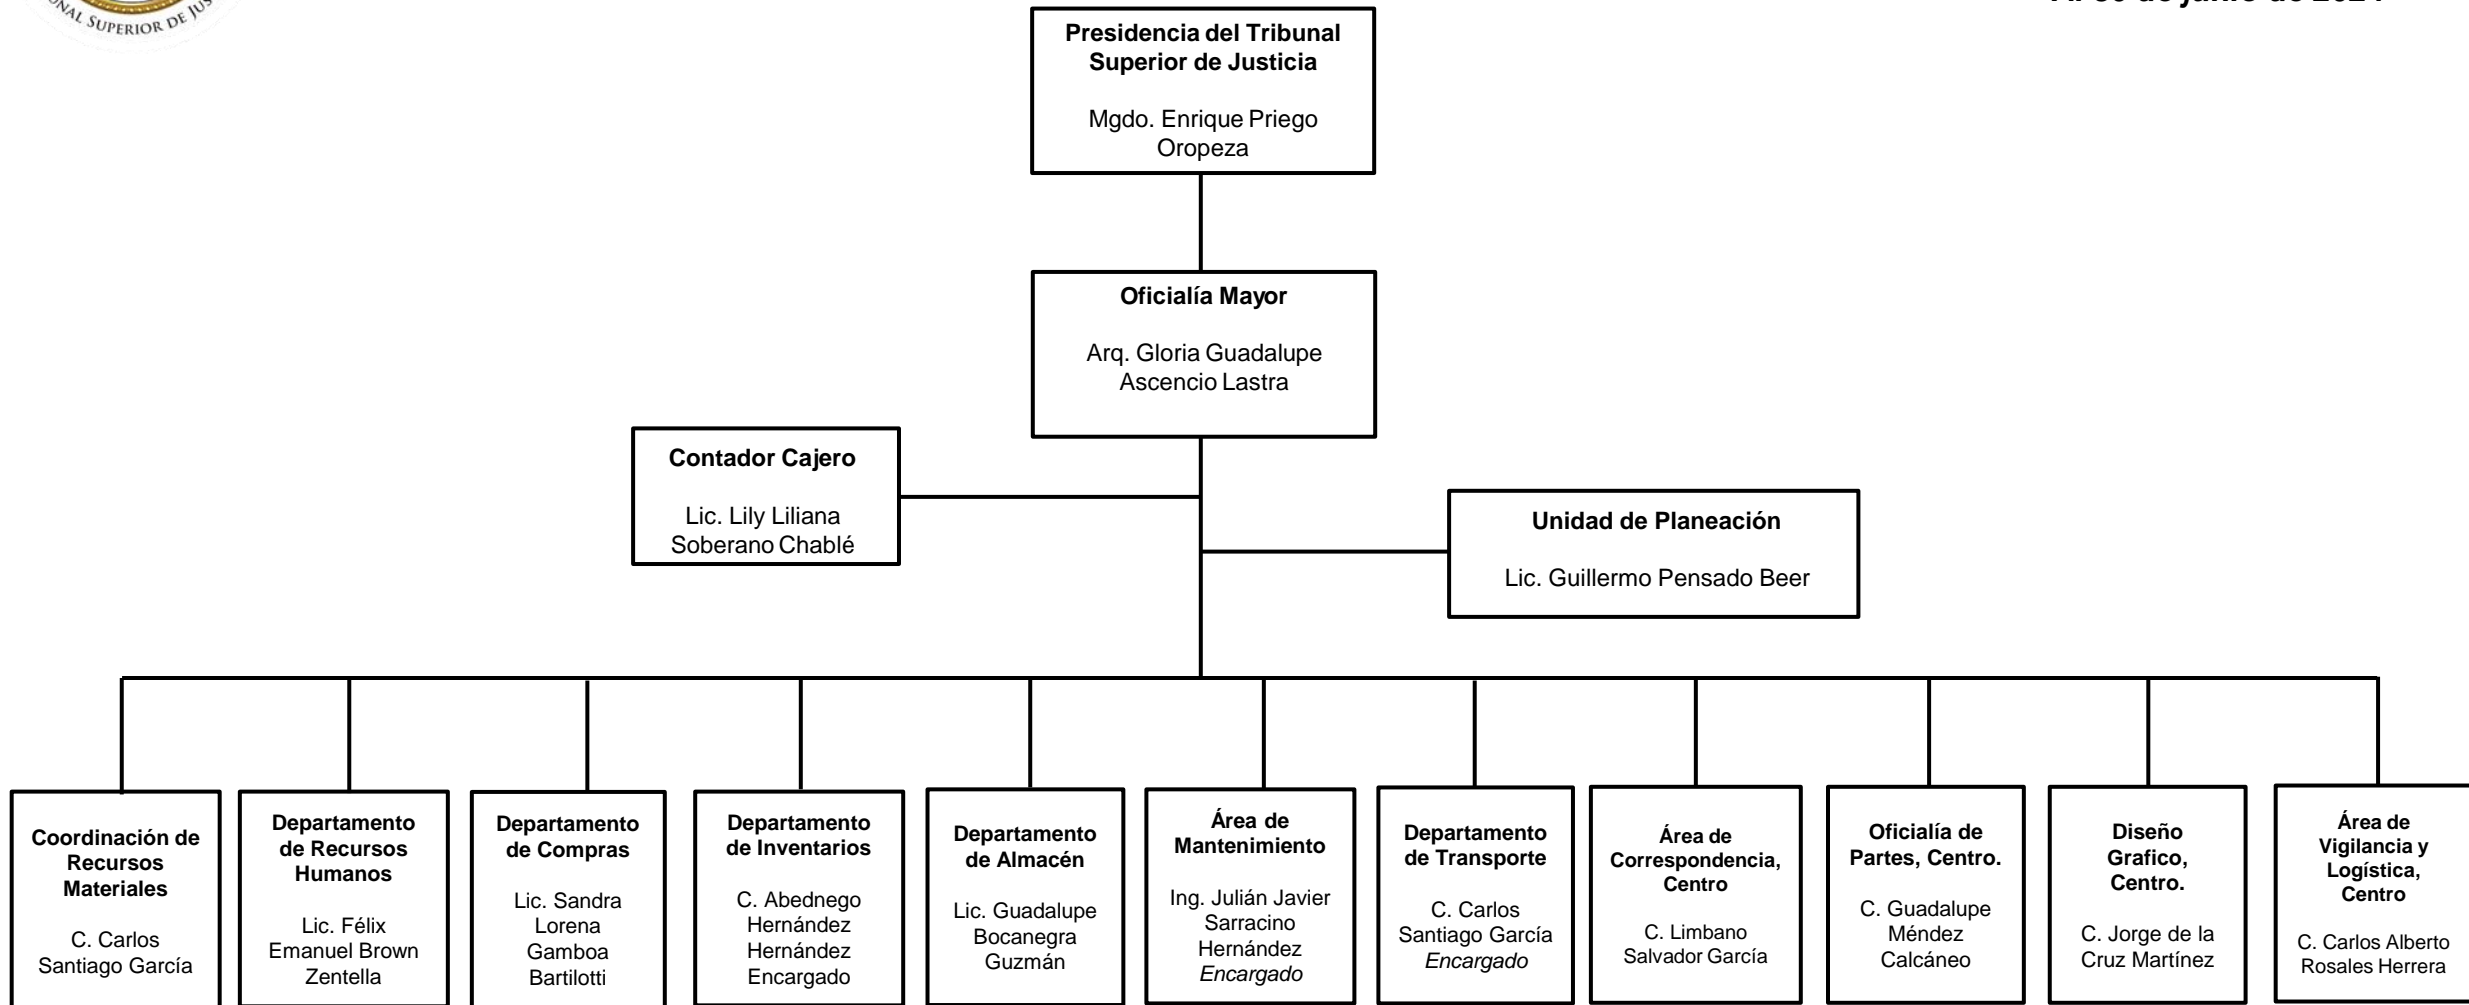 SUPERIOR DE
Presidencia del Tribunal
Superior de Justicia
Mgdo. Enrique Priego
Oropeza
Oficialía Mayor
Arq. Gloria Guadalupe
Ascencio Lastra
Contador Cajero
Lic. Lily Liliana
Soberano Chablé
Unidad de Planeación
Lic. Guillermo Pensado Beer
Coordinación de
Recursos
Materiales
C. Carlos
Santiago García
Departamento
de Recursos
Humanos
Lic. Félix
Emanuel Brown
Zentella
Departamento
de Compras
Lic. Sandra
Lorena
Gamboa
Bartilotti
Departamento
de Inventarios
C. Abednego
Hernández
Hernández
Encargado
Departamento
de Almacén
Lic. Guadalupe
Bocanegra
Guzmán
Área de
Mantenimiento
Ing. Julián Javier
Sarracino
Hernández
Encargado
Departamento
de Transporte
C. Carlos
Santiago García
Encargado
Área de
Correspondencia,
Centro
C. Limbano
Salvador García
Oficialía de
Partes, Centro.
C. Guadalupe
Méndez
Calcáneo
Diseño
Grafico,
Centro.
C. Jorge de la
Cruz Martínez
Área de
Vigilancia y
Logística,
Centro
C. Carlos Alberto
Rosales Herrera